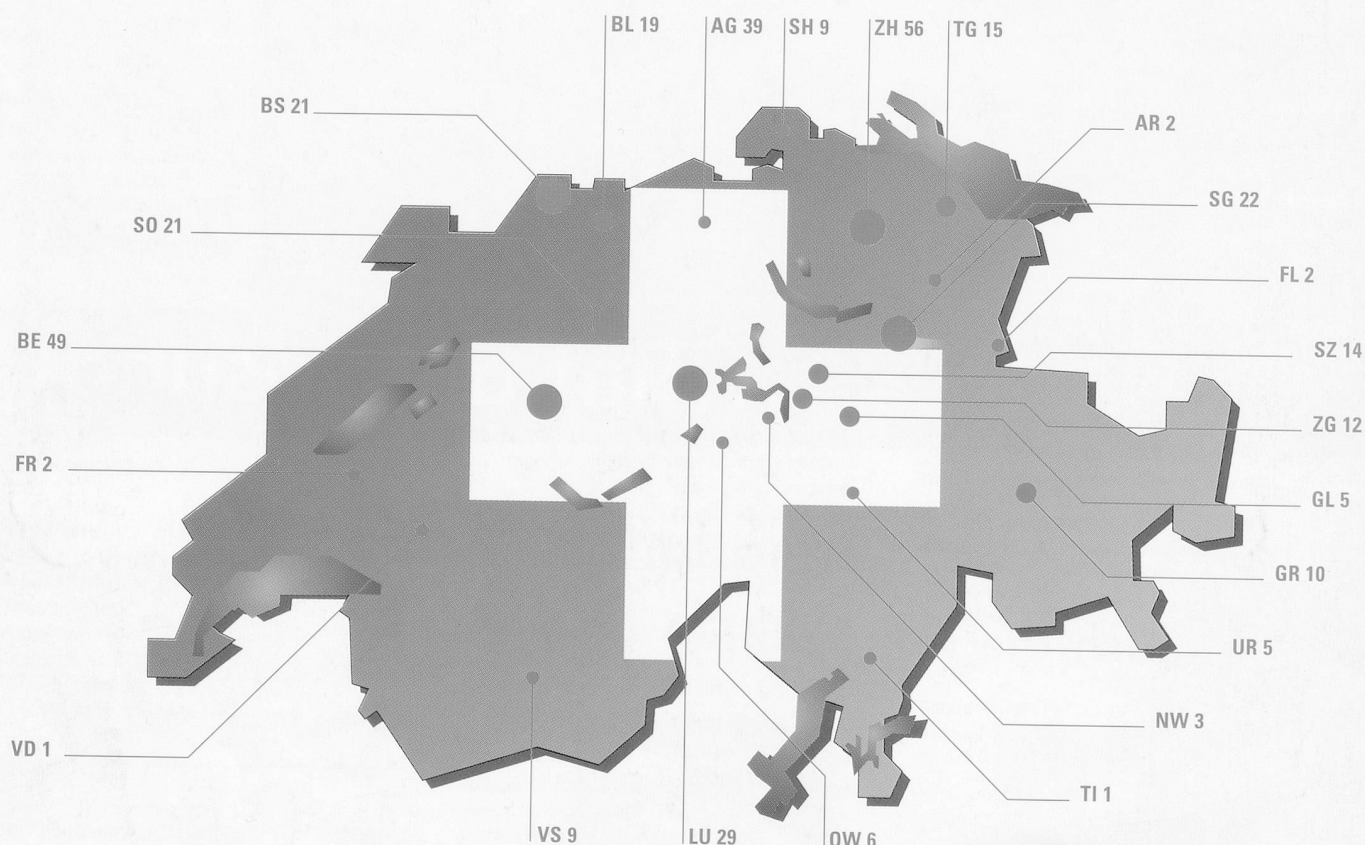 BL 19
AG 39
SH 9
ZH 56
TG 15
BS 21
AR 2
SG 22
SO 21
FL 2
BE 49
SZ 14
ZG 12
FR 2
GL 5
GR 10
UR 5
NW 3
VD 1
TI 1
VS 9
LU 29
OW 6